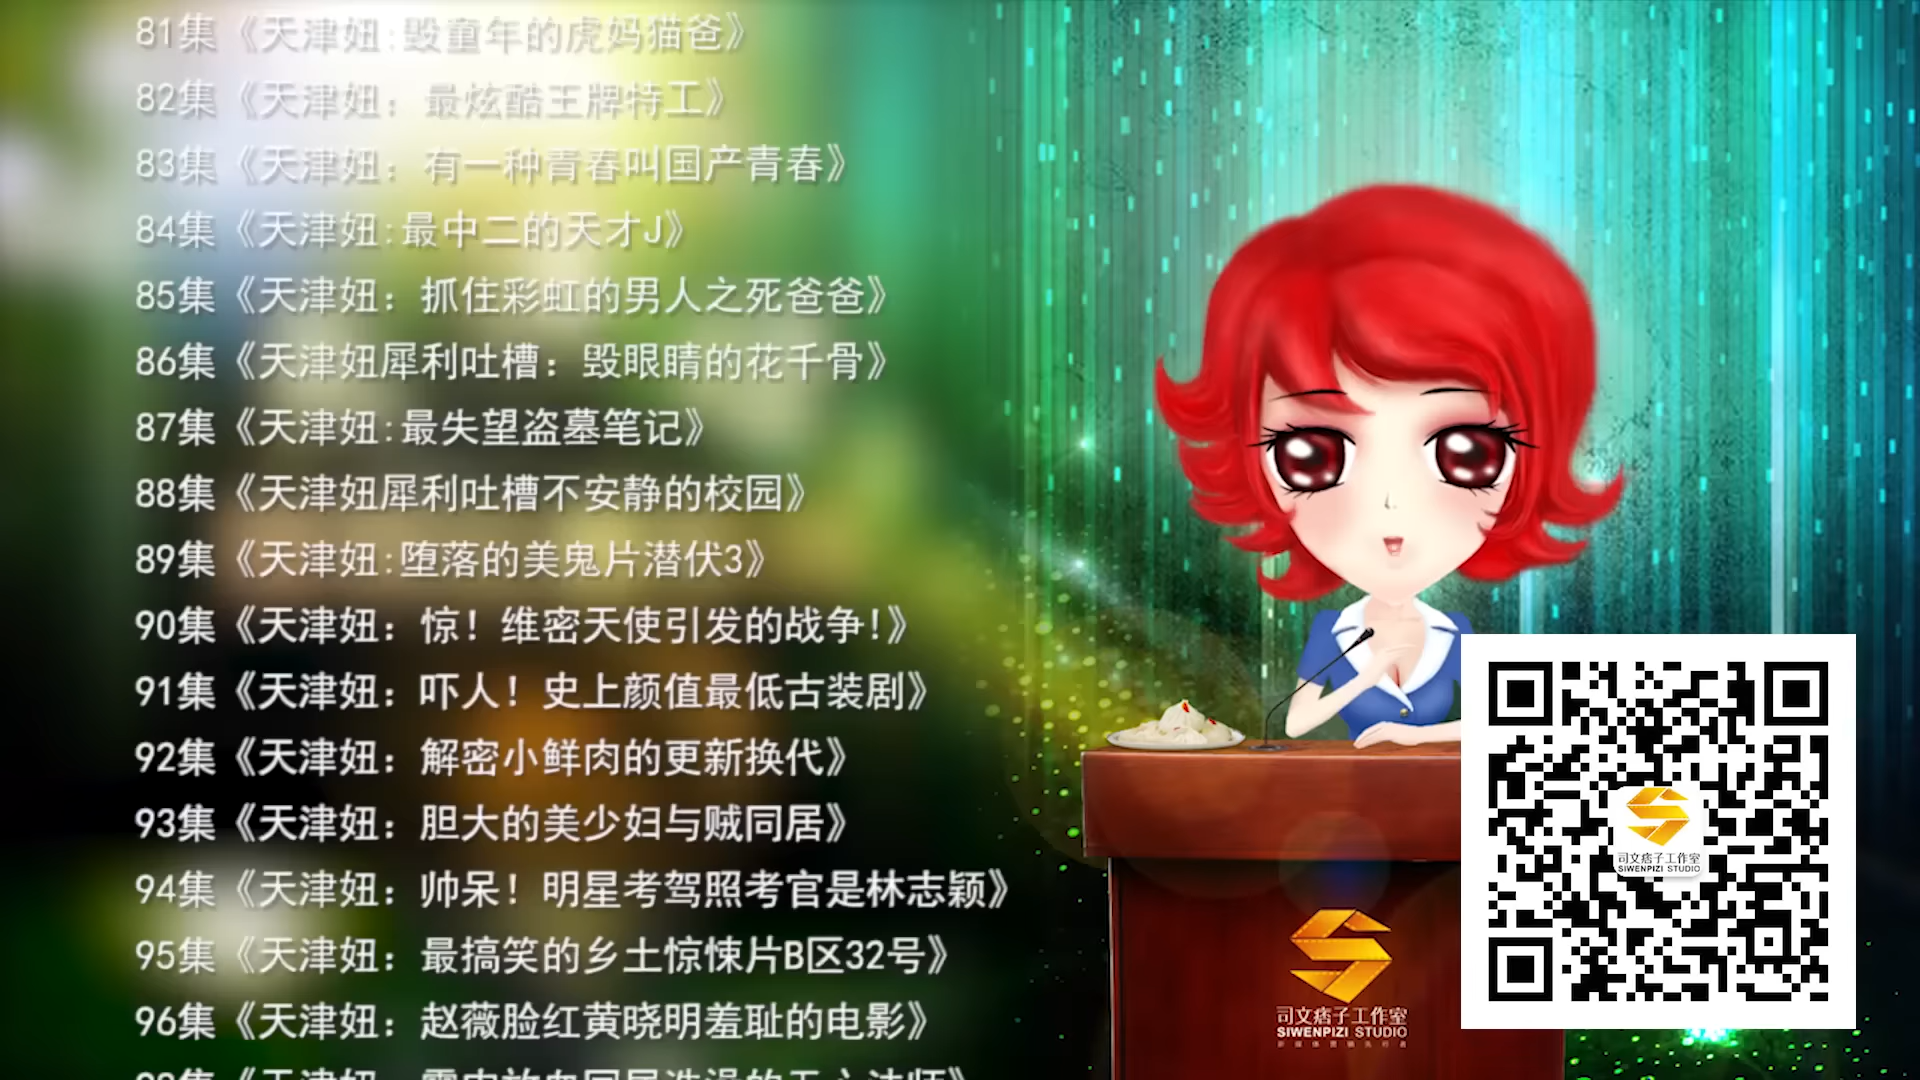 81集《天津妞:毁童年的虎妈猫爸》
82集《天津妞：最炫酷王牌特工》
83集《天津妞：有一种青春叫国产青春》
84集《天津妞:最中二的天才J》
85集《天津妞：抓住彩虹的男人之死爸爸》
86集《天津妞犀利吐槽：毁眼睛的花千骨》
87集《天津妞:最失望盗墓笔记》
88集《天津妞犀利吐槽不安静的校园》
89集《天津妞:堕落的美鬼片潜伏3》
90集《天津妞：惊！维密天使引发的战争!》
91集《天津妞：吓人！史上颜值最低古装剧》
92集《天津妞：解密小鲜肉的更新换代》
93集《天津妞：胆大的美少妇与贼同居》
94集《天津妞：帅呆！明星考驾照考官是林志颖》
95集《天津妞：最搞笑的乡土惊悚片B区32号》
96集《天津妞：赵薇脸红黄晓明羞耻的电影》
司文痞子工作室
SIWENPIZI STUDIO
司文痞子工作室
SIWENPIZI STUDIO